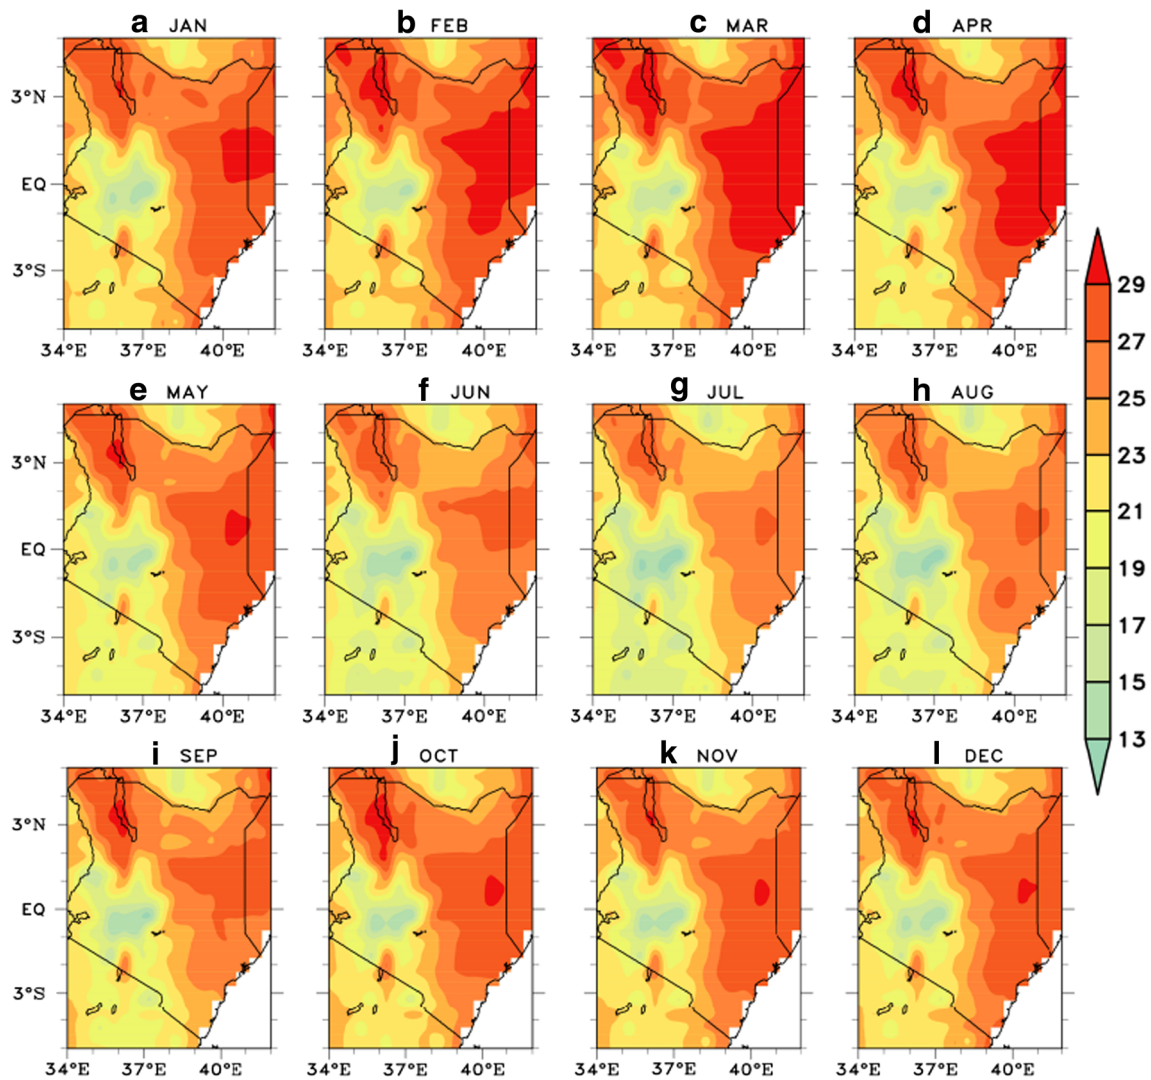 a JAN b FEB c MAR d APR
3°N
EQ
3°S
29
34°E 37°E 40°E 34°E 37°E 40°E 34°E 37°E 40°E 34°E 37°E 40°E
27
e MAY f JUN g JUL h AUG
25
3°N
23
21
EQ
19
17
3°S
15
34°E 37°E 40°E 34°E 37°E 40°E 34°E 37°E 40°E 34°E 37°E 40°E
13
i SEP j OCT k NOV l DEC
3°N
EQ
3°S
34°E 37°E 40°E 34°E 37°E 40°E 34°E 37°E 40°E 34°E 37°E 40°E